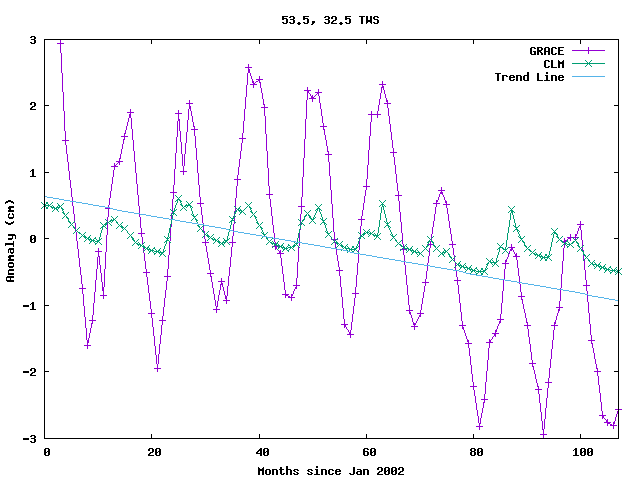 53.5, 32.5 TWS
GRACE
CLM
Trend Line
3
2
1
0
-1
-2
-3
Anomaly (cm)
0 20 40 60 80 100
Months since Jan 2002